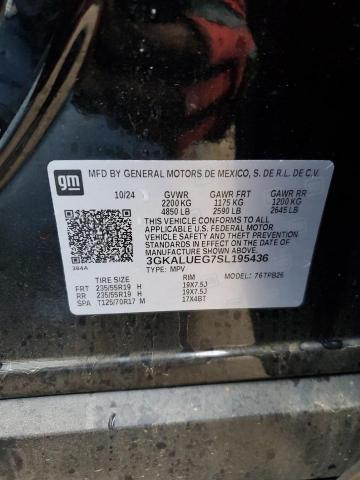 gm
MFD BY GENERAL MOTORS DE MEXICO, S. DE R.L. DE C.V.
10/24 GVWR GAWR FRT GAWR RR
2200 KG 1175 KG 1200 KG
4850 LB 2590 LB 2645 LB
THIS VEHICLE CONFORMS TO ALL
APPLICABLE U.S. FEDERAL MOTOR
VEHICLE SAFETY AND THEFT PREVENTION
STANDARDS IN EFFECT ON THE DATE OF
MANUFACTURE SHOWN ABOVE.
3GKALUEG7SL195436
384A TYPE: MPV MODEL: 76TPB26
TIRE SIZE RIM
FRT 235/55R19 H 19X7.5J
RR 235/55R19 H 19X7.5J
SPA T125/70R17 M 17X4BT